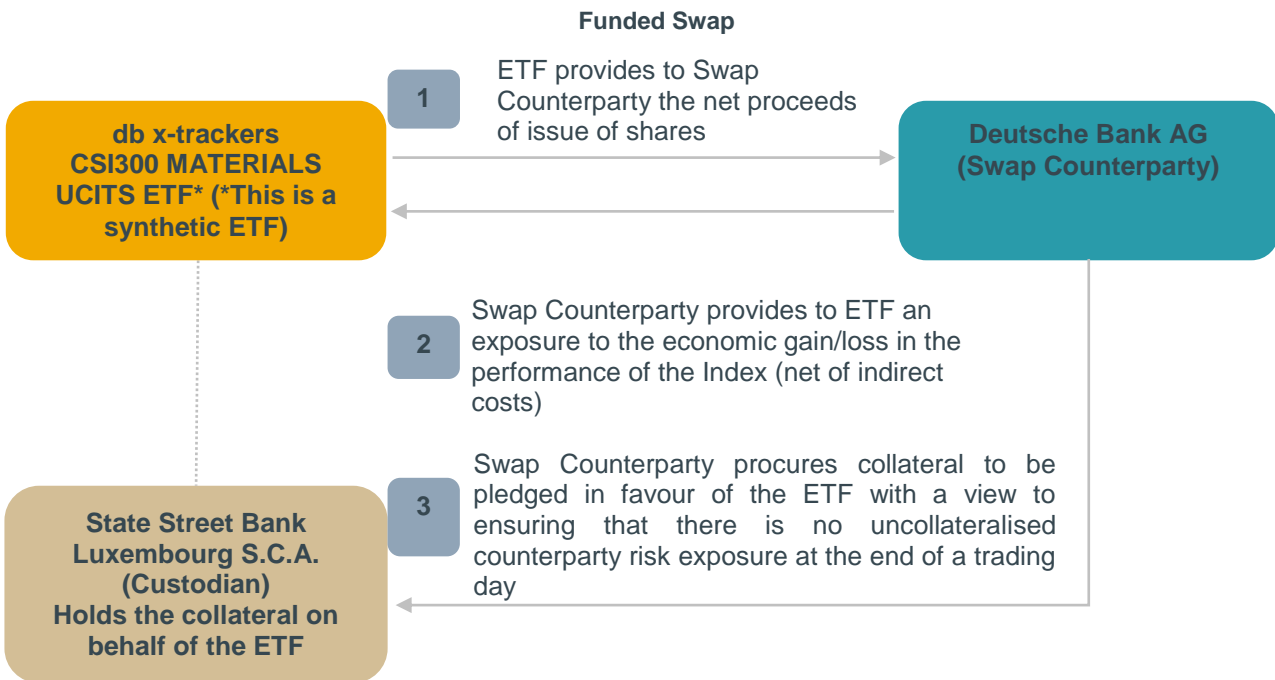 Funded Swap
1
ETF provides to Swap
Counterparty the net proceeds
of issue of shares
db x-trackers
CSI300 MATERIALS
UCITS ETF* (*This is a
synthetic ETF)
Deutsche Bank AG
(Swap Counterparty)
2
Swap Counterparty provides to ETF an
exposure to the economic gain/loss in the
performance of the Index (net of indirect
costs)
3
Swap Counterparty procures collateral to be
pledged in favour of the ETF with a view to
ensuring that there is no uncollateralised
counterparty risk exposure at the end of a trading
day
State Street Bank
Luxembourg S.C.A.
(Custodian)
Holds the collateral on
behalf of the ETF